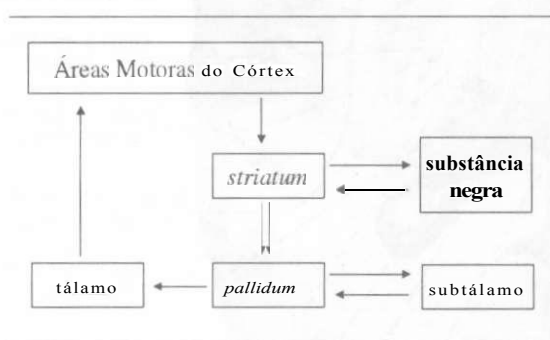 Áreas Motoras do Córtex
striatum
substância
negra
tálamo
pallidum
subtálamo